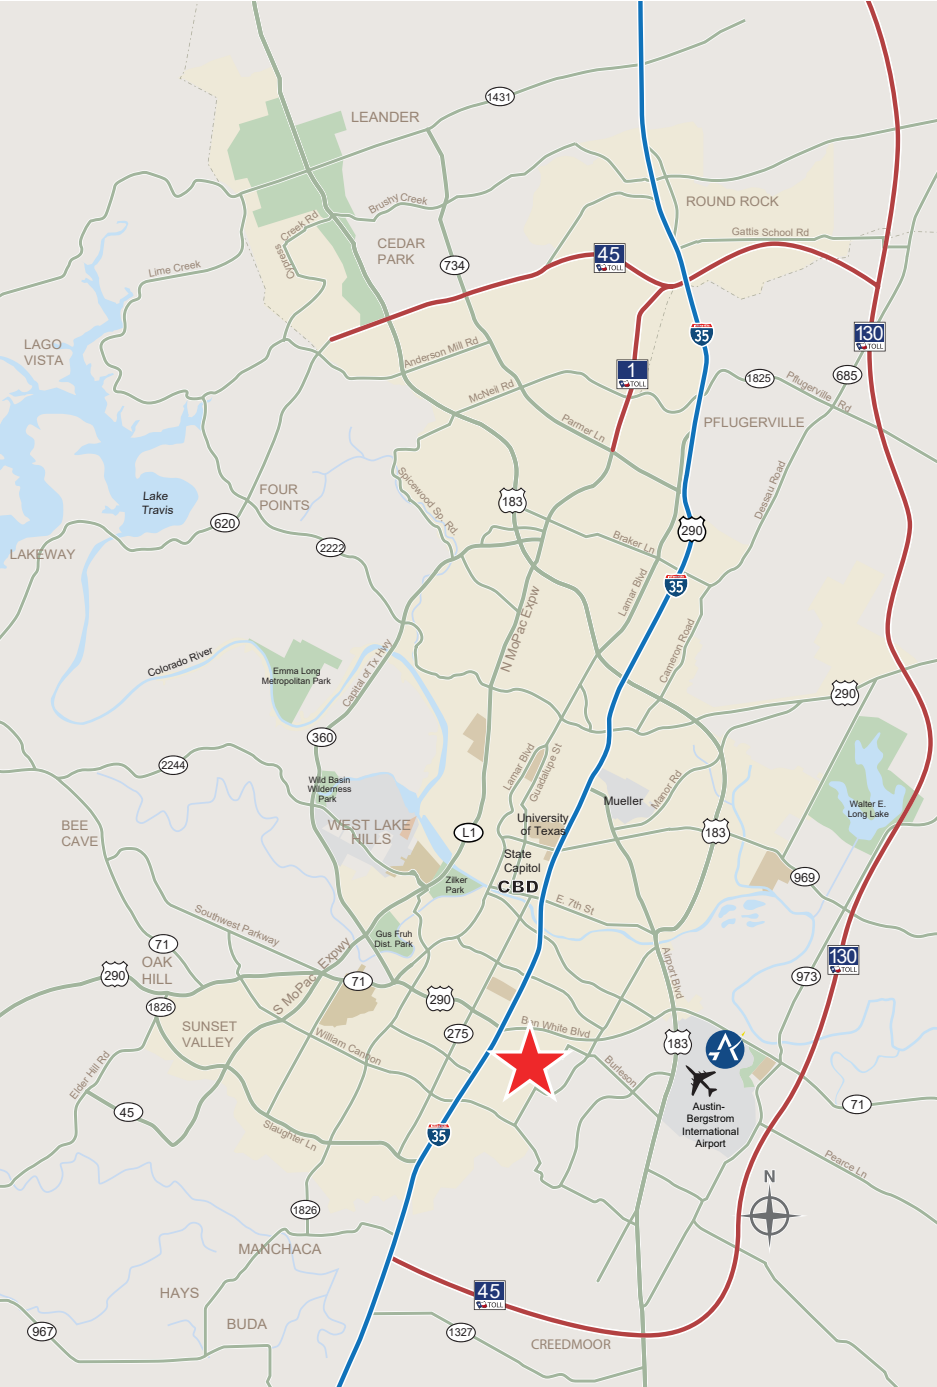 1431
LEANDER
ROUND ROCK
Brushy Creek
Creek Rd
Cypress
Gattis School Rd
CEDAR
PARK
45
TOLL
734
Lime Creek
LAGO
VISTA
35
130
TOLL
Anderson Mill Rd
1
TOLL
1825
685
Pflugerville Rd
McNeil Rd
Parmer Ln
PFLUGERVILLE
Spicewood Sp. Rd
Dessau Road
Lake
Travis
FOUR
POINTS
183
620
290
Braker Ln
2222
LAKEWAY
35
Lamar Blvd
N MoPac Expw
Cameron Road
Colorado River
Capital of Tx Hwy
Emma Long
Metropolitan Park
290
360
2244
Lamar Blvd
Guadalupe St
Wild Basin
Wilderness
Park
Mueller
Manor Rd
Walter E.
Long Lake
BEE
CAVE
WEST LAKE
HILLS
L1
University
of Texas
183
State
Capitol
CBD
Zilker
Park
969
E. 7th St
Southwest Parkway
Gus Fruh
Dist. Park
71
OAK
HILL
290
S MoPac Expwy
71
Airport Blvd
130
TOLL
973
290
1826
SUNSET
VALLEY
275
Ben White Blvd
William Cannon
183
Burleson
Elder Hill Rd
45
71
Austin-
Bergstrom
International
Airport
35
Slaughter Ln
Pearce Ln
N
1826
MANCHACA
HAYS
45
TOLL
BUDA
967
1327
CREEDMOOR